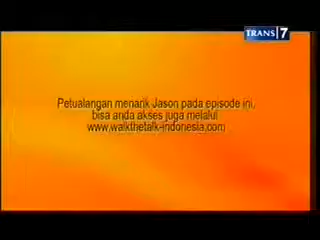 TRANS 7
Petualangan menarik Jason pada episode ini,
bisa anda akses juga melalui
www.walkthetalk-indonesia.com